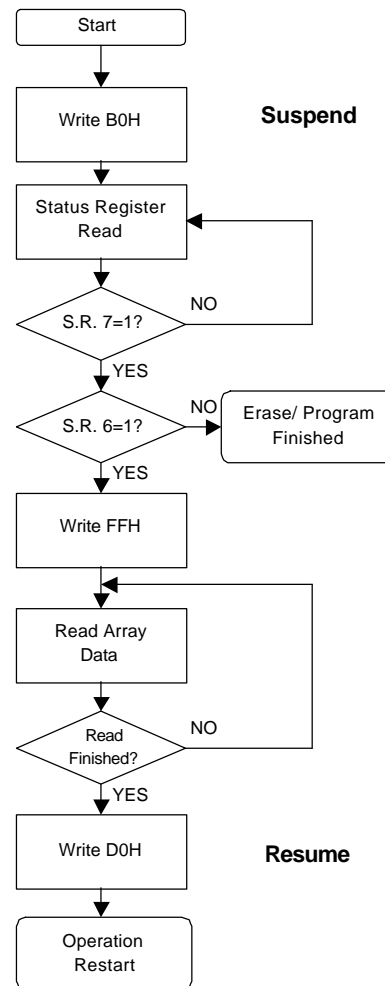 Start
Write B0H
Suspend
Status Register
Read
S.R. 7=1?
NO
YES
S.R. 6=1?
NO
Erase/ Program
Finished
YES
Write FFH
Read Array
Data
Read
Finished?
NO
YES
Write D0H
Resume
Operation
Restart